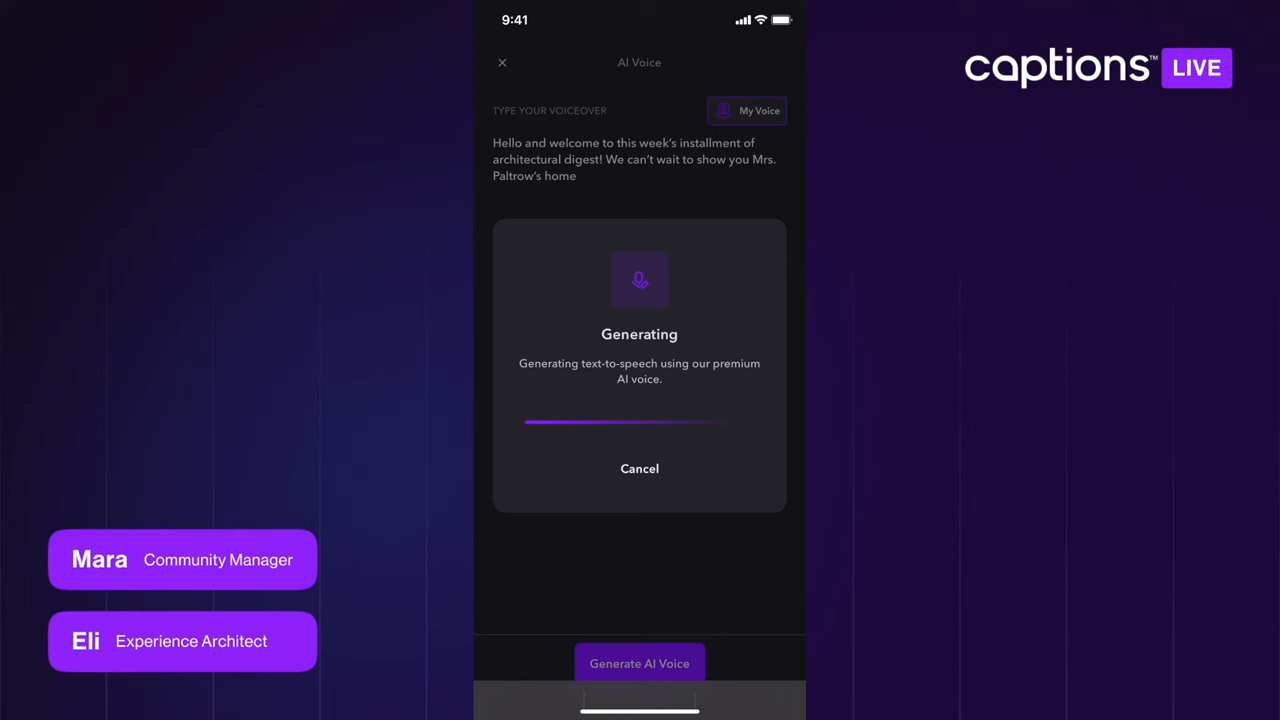 9:41
AI Voice
captions™ LIVE
TYPE YOUR VOICEOVER
My Voice
Hello and welcome to this week's installment of
architectural digest! We can't wait to show you Mrs.
Paltrow's home
Generating
Generating text-to-speech using our premium
AI voice.
Cancel
Mara Community Manager
Eli Experience Architect
Generate AI Voice